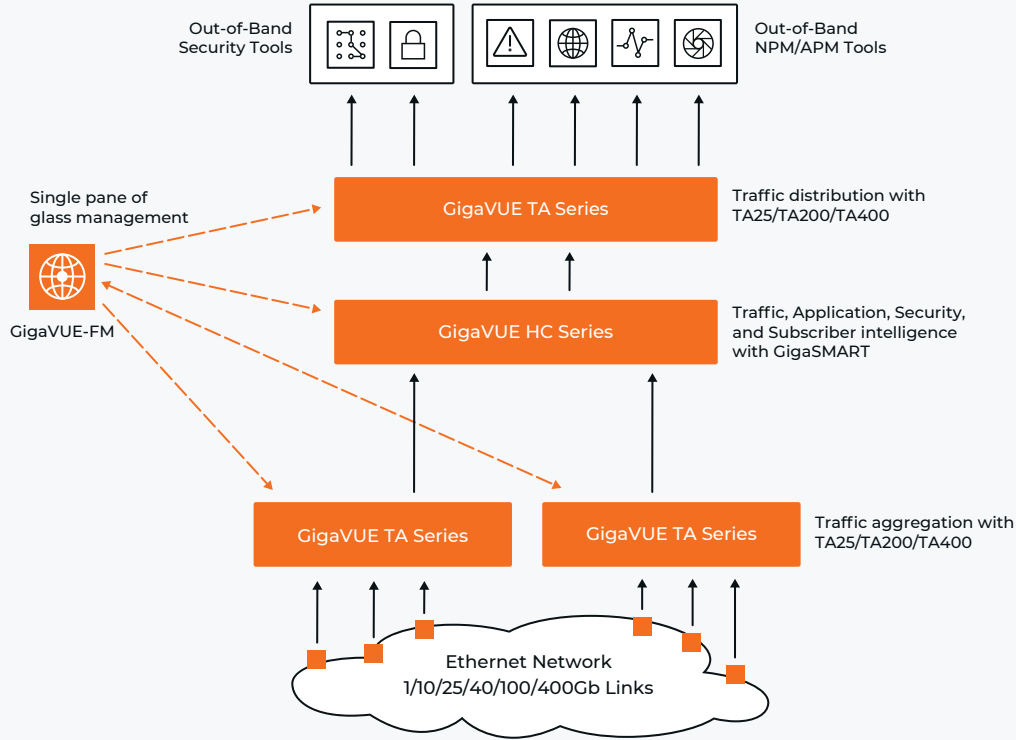 Out-of-Band
Security Tools
Out-of-Band
NPM/APM Tools
Single pane of
glass management
GigaVUE-FM
GigaVUE TA Series
Traffic distribution with
TA25/TA200/TA400
GigaVUE HC Series
Traffic, Application, Security,
and Subscriber intelligence
with GigaSMART
GigaVUE TA Series
GigaVUE TA Series
Traffic aggregation with
TA25/TA200/TA400
Ethernet Network
1/10/25/40/100/400Gb Links